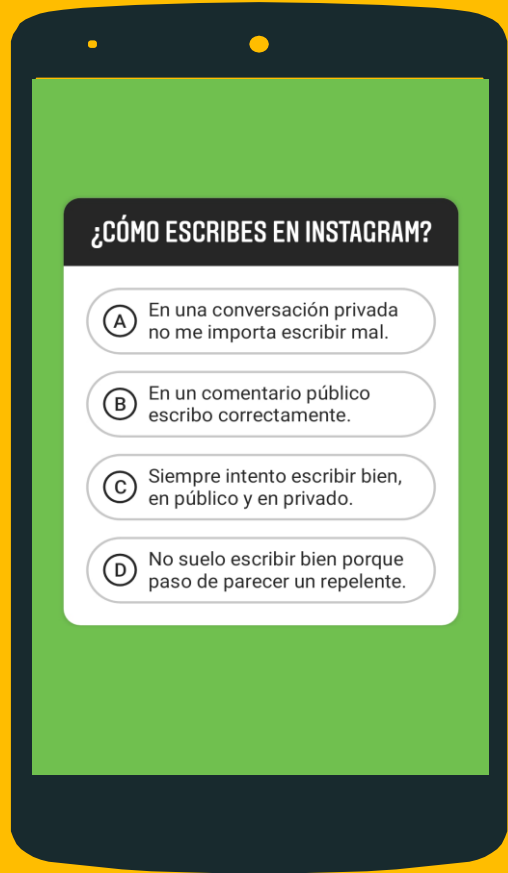 ¿CÓMO ESCRIBES EN INSTAGRAM?
A En una conversación privada
no me importa escribir mal.
B En un comentario público
escribo correctamente.
C Siempre intento escribir bien,
en público y en privado.
D No suelo escribir bien porque
paso de parecer un repelente.